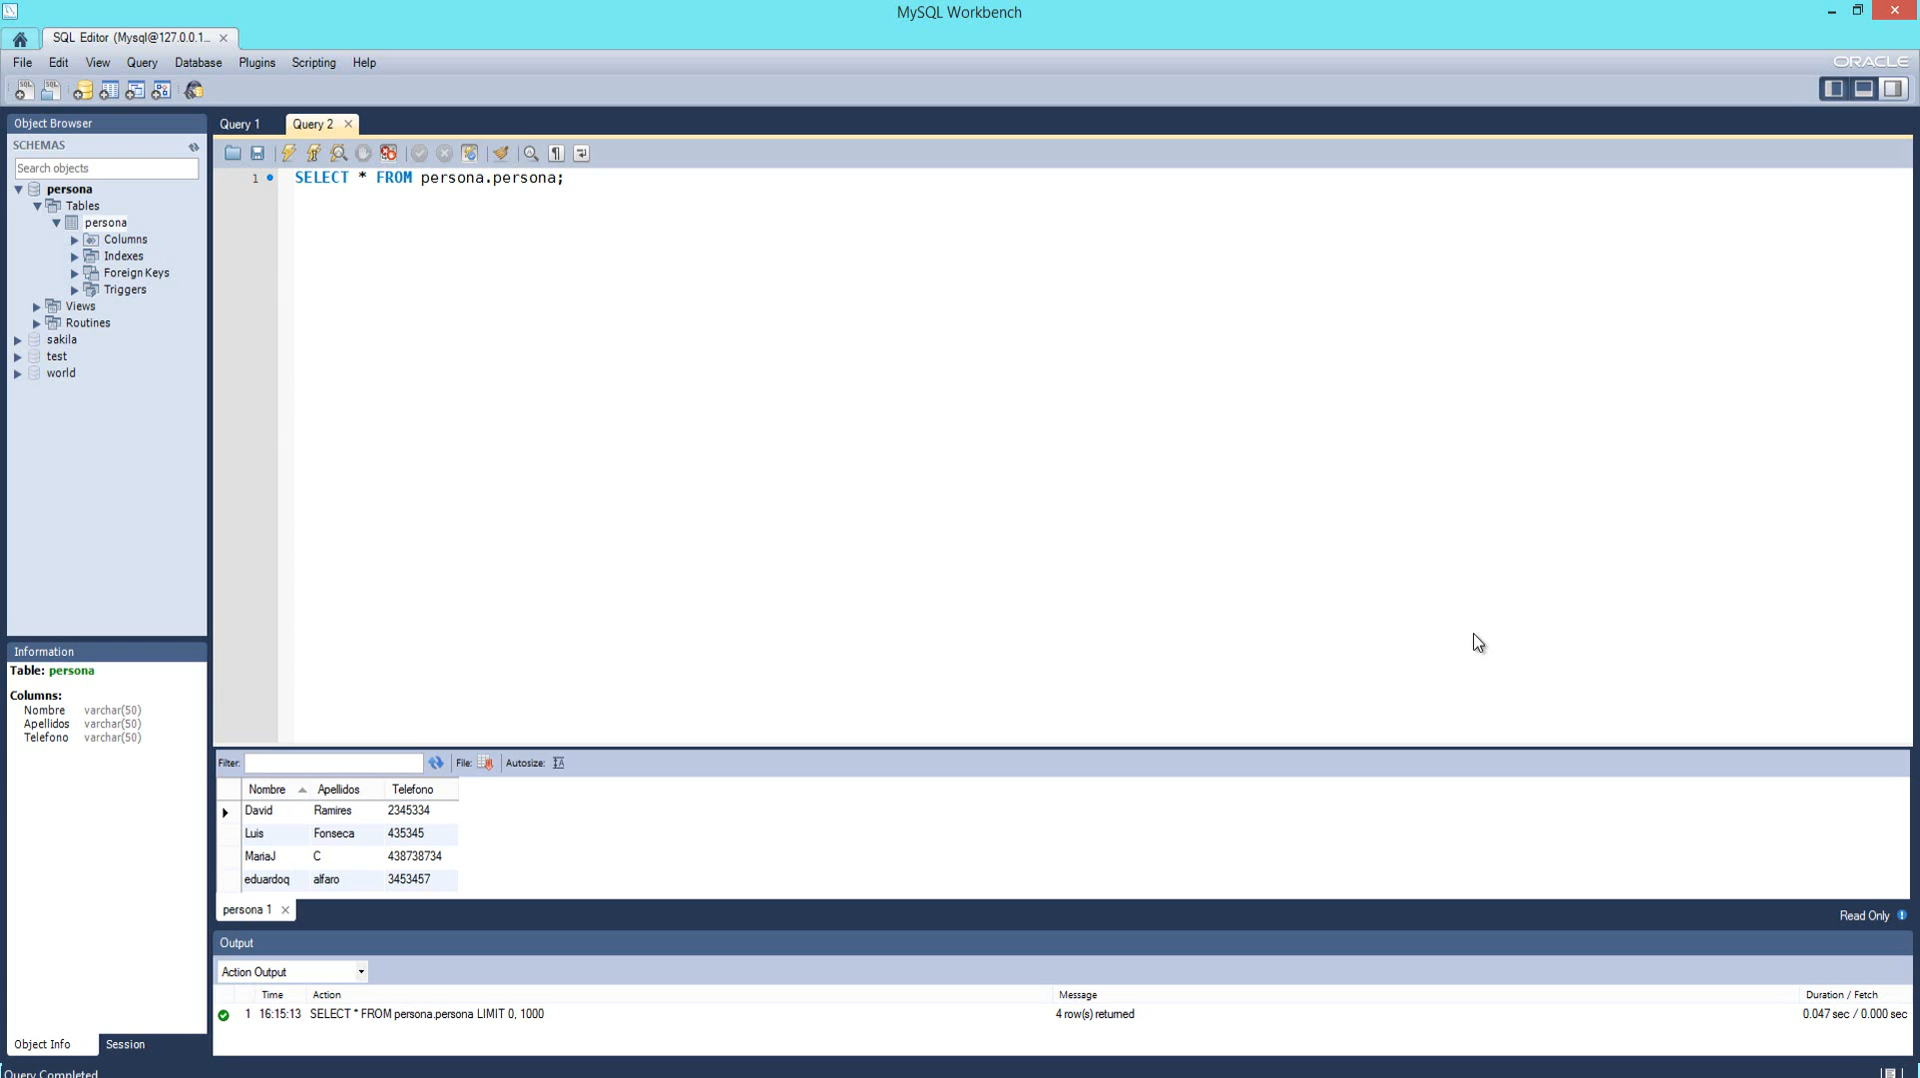 MySQL Workbench
SQL Editor (Mysql@127.0.0.1...
File Edit View Query Database Plugins Scripting Help
ORACLE
Object Browser
SCHEMAS
Search objects
persona
Tables
persona
Columns
Indexes
Foreign Keys
Triggers
Views
Routines
sakila
test
world
Information
Table: persona
Columns:
Nombre varchar(50)
Apellidos varchar(50)
Telefono varchar(50)
Object Info Session
Query Completed
Query 1 Query 2
1 SELECT * FROM persona.persona;
Filter: File: Autosize:
Nombre Apellidos Telefono
David Ramires 2345334
Luis Fonseca 435345
MariaJ C 438738734
eduardoq alfaro 3453457
persona 1
Read Only
Output
Action Output
Time Action Message Duration / Fetch
1 16:15:13 SELECT * FROM persona.persona LIMIT 0, 1000 4 row(s) returned 0.047 sec / 0.000 sec